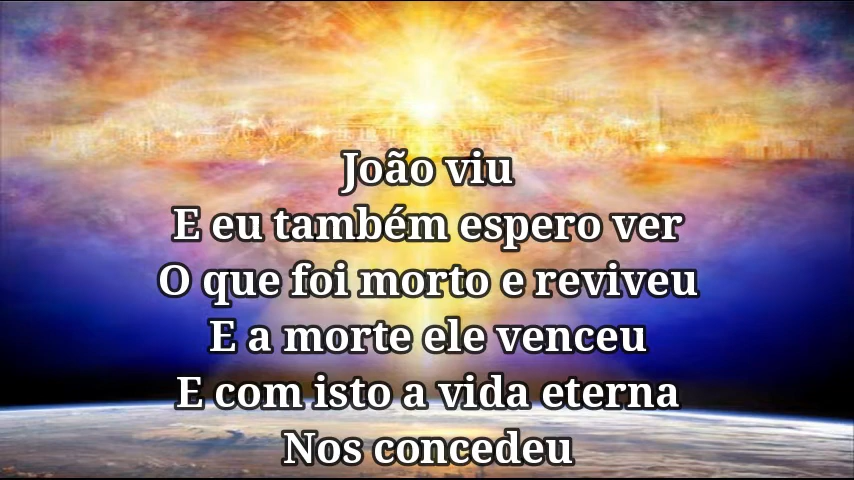 João viu
E eu também espero ver
O que foi morto e reviveu
E a morte ele venceu
E com isto a vida eterna
Nos concedeu